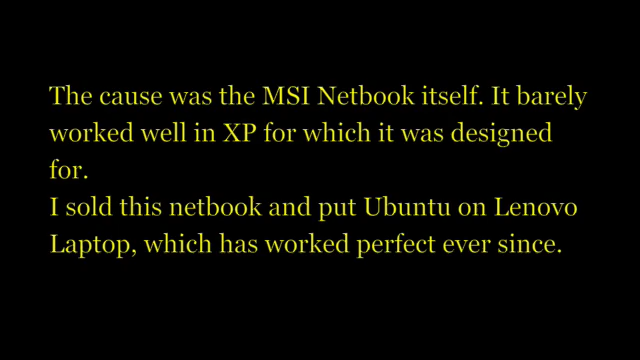 The cause was the MSI Netbook itself. It barely
worked well in XP for which it was designed
for.
I sold this netbook and put Ubuntu on Lenovo
Laptop, which has worked perfect ever since.